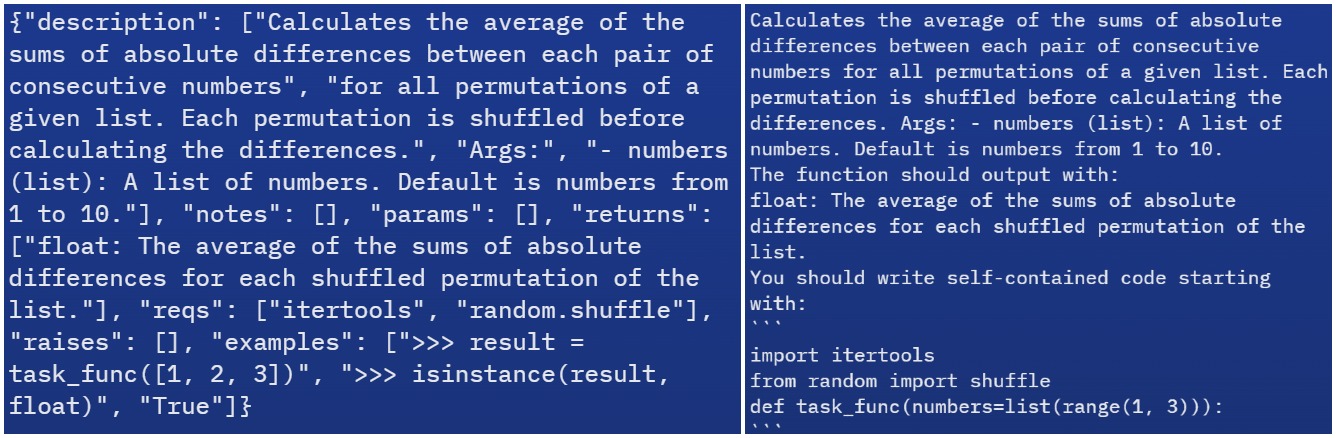 {"description": ["Calculates the average of the
sums of absolute differences between each pair of
consecutive numbers", "for all permutations of a
given list. Each permutation is shuffled before
calculating the differences.", "Args:", "- numbers
(list): A list of numbers. Default is numbers from
1 to 10."], "notes": [], "params": [], "returns":
["float: The average of the sums of absolute
differences for each shuffled permutation of the
list."], "reqs": ["itertools", "random.shuffle"],
"raises": [], "examples": [">>> result =
task_func([1, 2, 3])", ">>> isinstance(result,
float)", "True"]}
Calculates the average of the sums of absolute
differences between each pair of consecutive
numbers for all permutations of a given list. Each
permutation is shuffled before calculating the
differences. Args: - numbers (list): A list of
numbers. Default is numbers from 1 to 10.
The function should output with:
float: The average of the sums of absolute
differences for each shuffled permutation of the
list.
You should write self-contained code starting
with:
```
import itertools
from random import shuffle
def task_func(numbers=list(range(1, 3))):
```